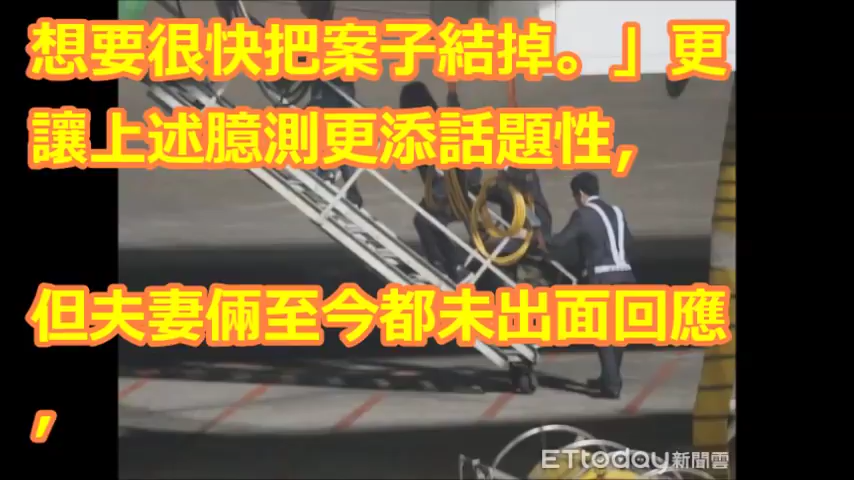 想要很快把案子結掉。」更
讓上述臆測更添話題性，
但夫妻倆至今都未出面回應
，
ETtoday新聞雲